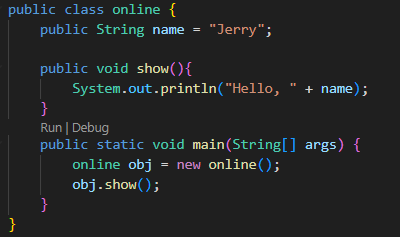 public class online {
    public String name = "Jerry";

    public void show(){
        System.out.println("Hello, " + name);
    }
    Run | Debug
    public static void main(String[] args) {
        online obj = new online();
        obj.show();
    }
}